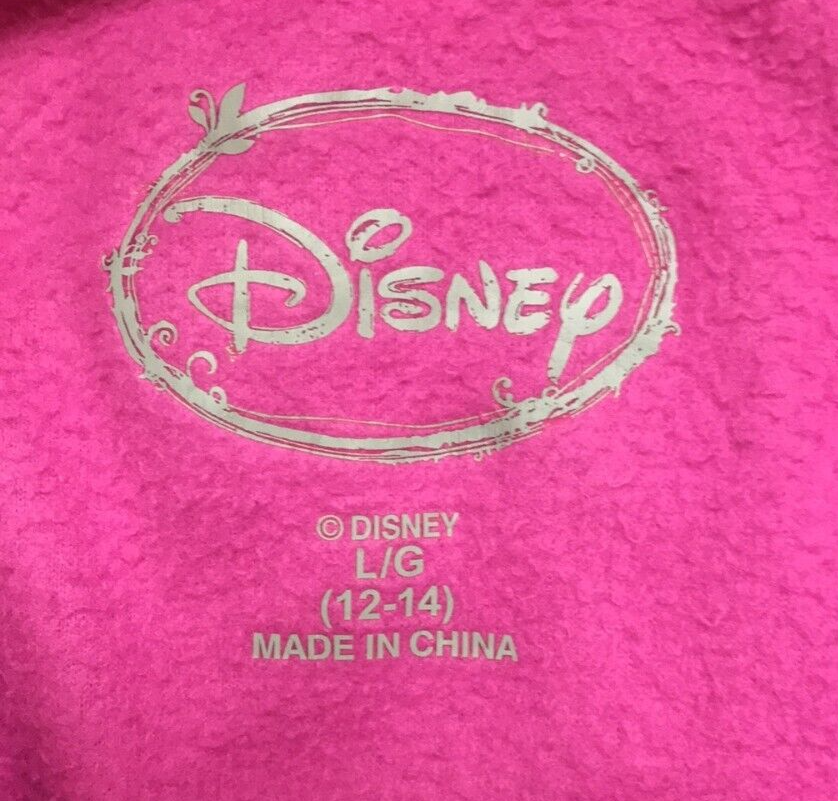 Disney
© DISNEY
L/G
(12-14)
MADE IN CHINA